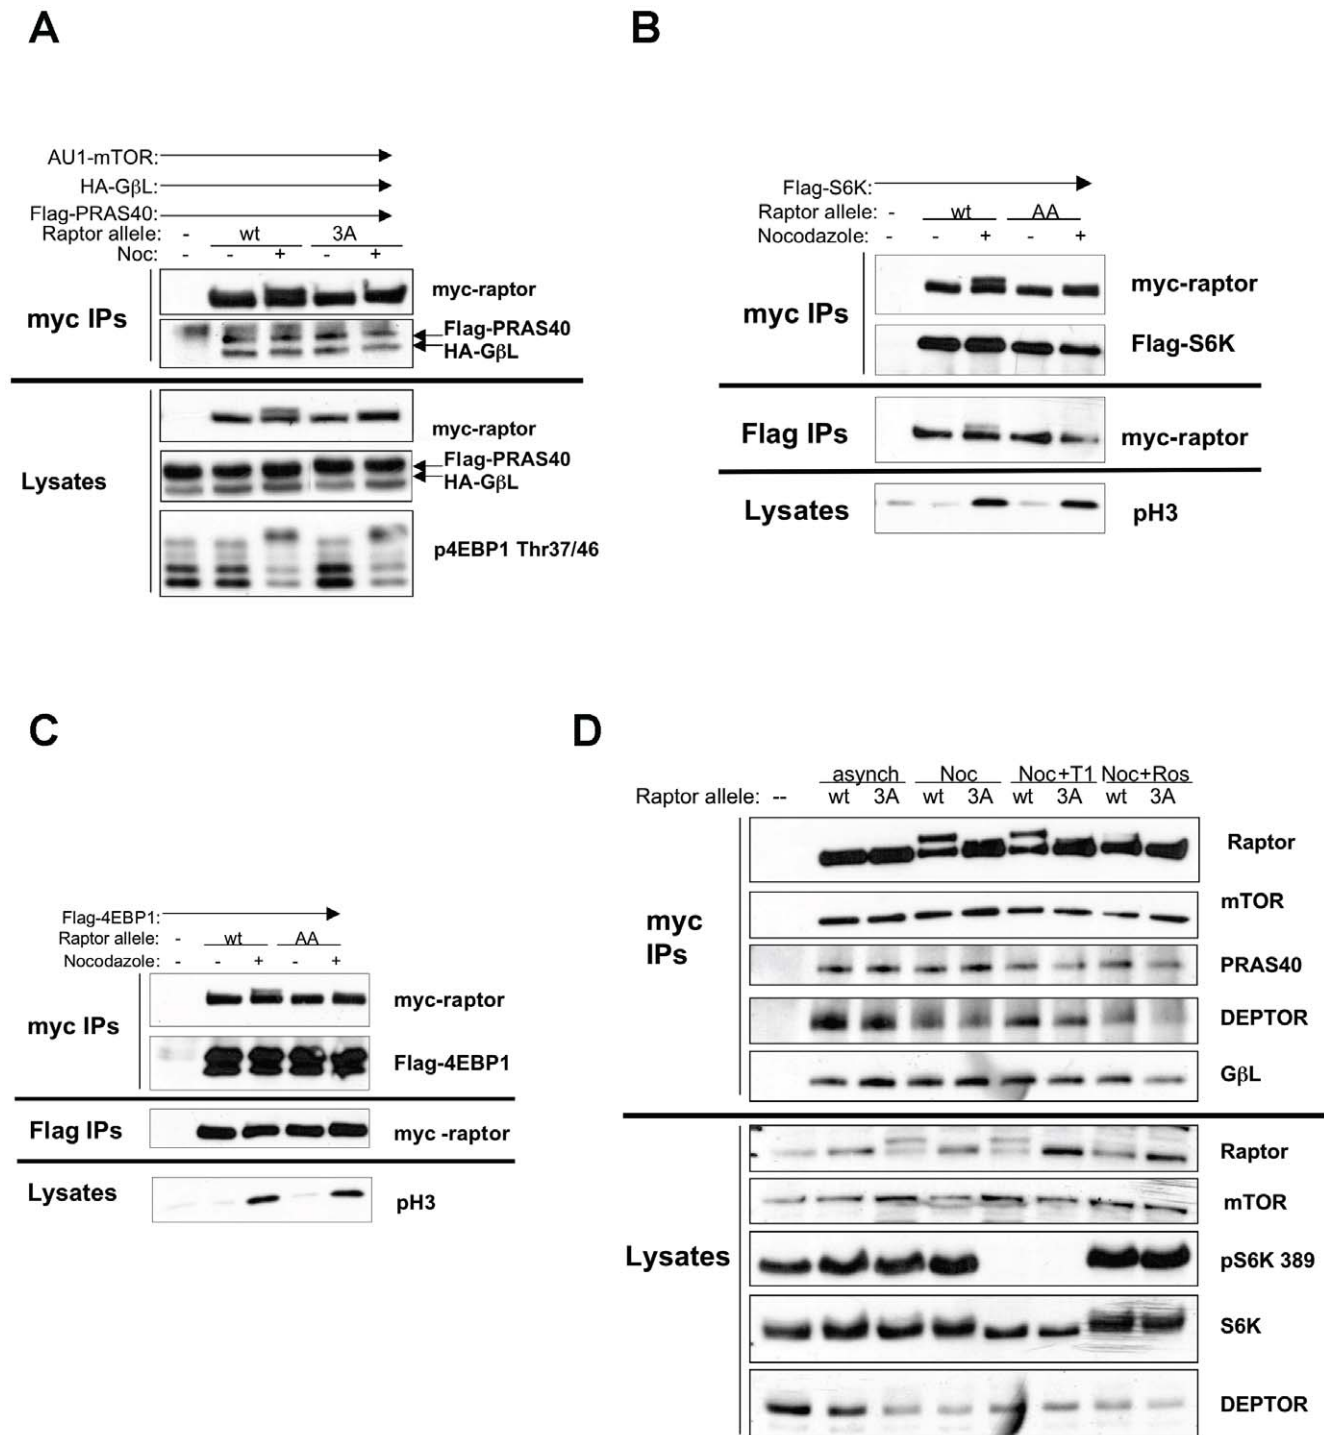 A
AU1-mTOR:
HA-GβL:
Flag-PRAS40:
Raptor allele: - wt 3A
Noc: - - + - +
myc IPs
myc-raptor
Flag-PRAS40
HA-GβL
Lysates
myc-raptor
Flag-PRAS40
HA-GβL
p4EBP1 Thr37/46
B
Flag-S6K:
Raptor allele: - wt AA
Nocodazole: - - + - +
myc IPs
myc-raptor
Flag-S6K
Flag IPs
myc-raptor
Lysates
pH3
C
Flag-4EBP1:
Raptor allele: - wt AA
Nocodazole: - - + - +
myc IPs
myc-raptor
Flag-4EBP1
Flag IPs
myc -raptor
Lysates
pH3
D
asynch Noc Noc+T1 Noc+Ros
Raptor allele: -- wt 3A wt 3A wt 3A wt 3A
myc
IPs
Raptor
mTOR
PRAS40
DEPTOR
GβL
Lysates
Raptor
mTOR
pS6K 389
S6K
DEPTOR